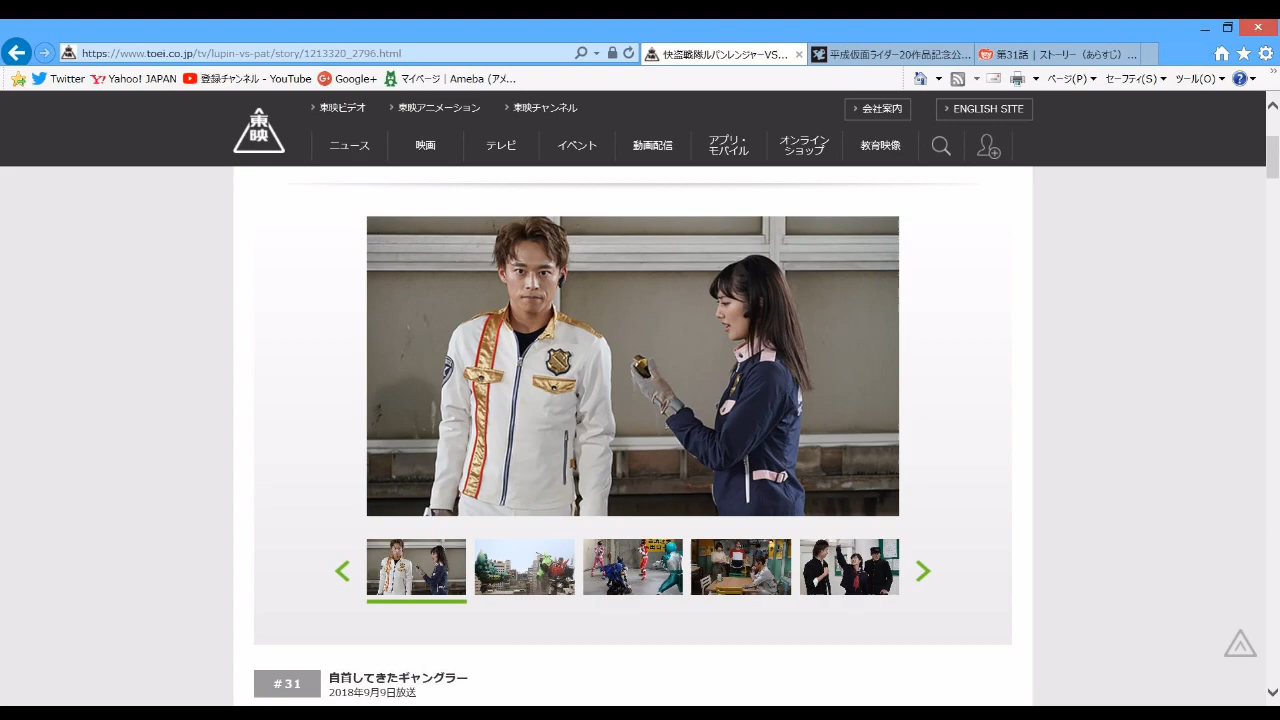 https://www.toei.co.jp/tv/lupin-vs-pat/story/1213320_2796.html
快盗戦隊ルパンレンジャーVS...
平成仮面ライダー20作品記念公...
第31話 | ストーリー（あらすじ）...
Twitter
Yahoo! JAPAN
登録チャンネル - YouTube
Google+
マイページ｜Ameba (アメ...
ページ(P)
セーフティ(S)
ツール(O)
東映
東映ビデオ
東映アニメーション
東映チャンネル
会社案内
ENGLISH SITE
ニュース
映画
テレビ
イベント
動画配信
アプリ・
モバイル
オンライン
ショップ
教育映像
#31
自首してきたギャングラー
2018年9月9日放送